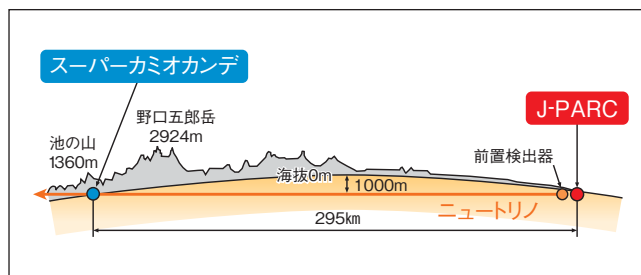 スーパーカミオカンデ
J-PARC
野口五郎岳
2924m
池の山
1360m
前置検出器
海抜0m
1000m
ニュートリノ
295km